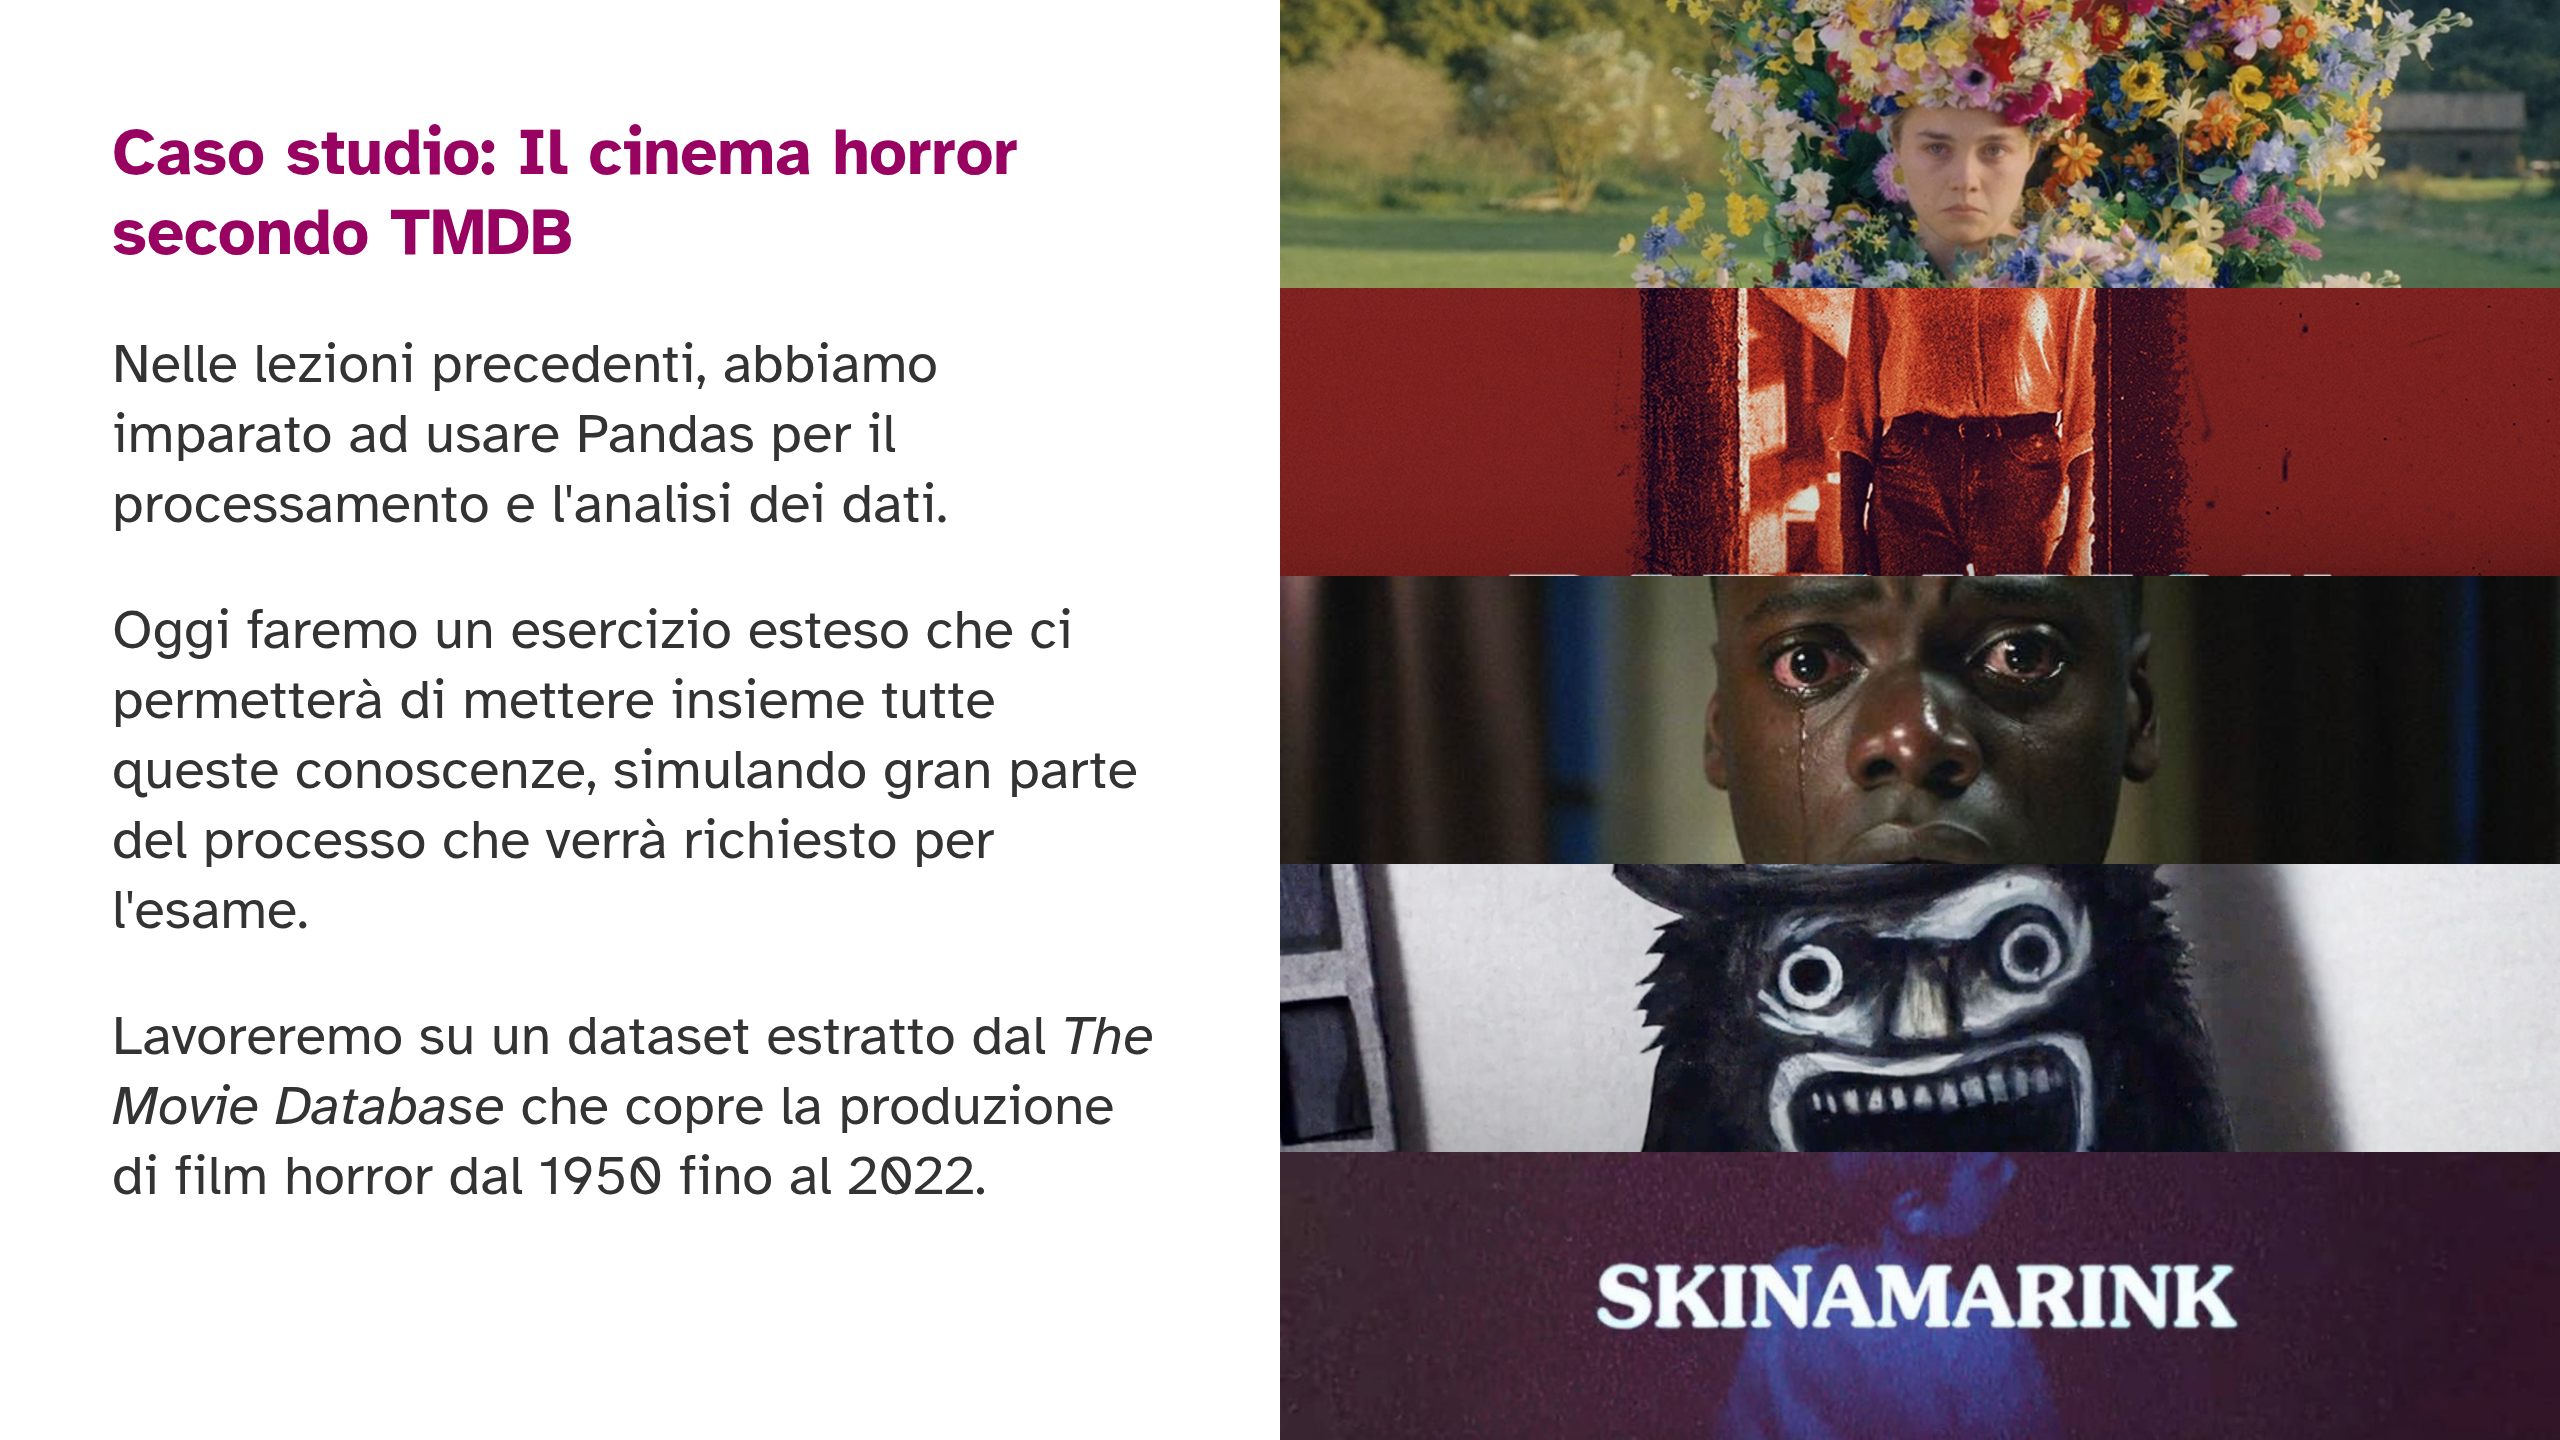 Caso studio: Il cinema horror
secondo TMDB
Nelle lezioni precedenti, abbiamo
imparato ad usare Pandas per il
processamento e l'analisi dei dati.
Oggi faremo un esercizio esteso che ci
permetterà di mettere insieme tutte
queste conoscenze, simulando gran parte
del processo che verrà richiesto per
l'esame.
Lavoreremo su un dataset estratto dal The
Movie Database che copre la produzione
di film horror dal 1950 fino al 2022.
SKINAMARINK